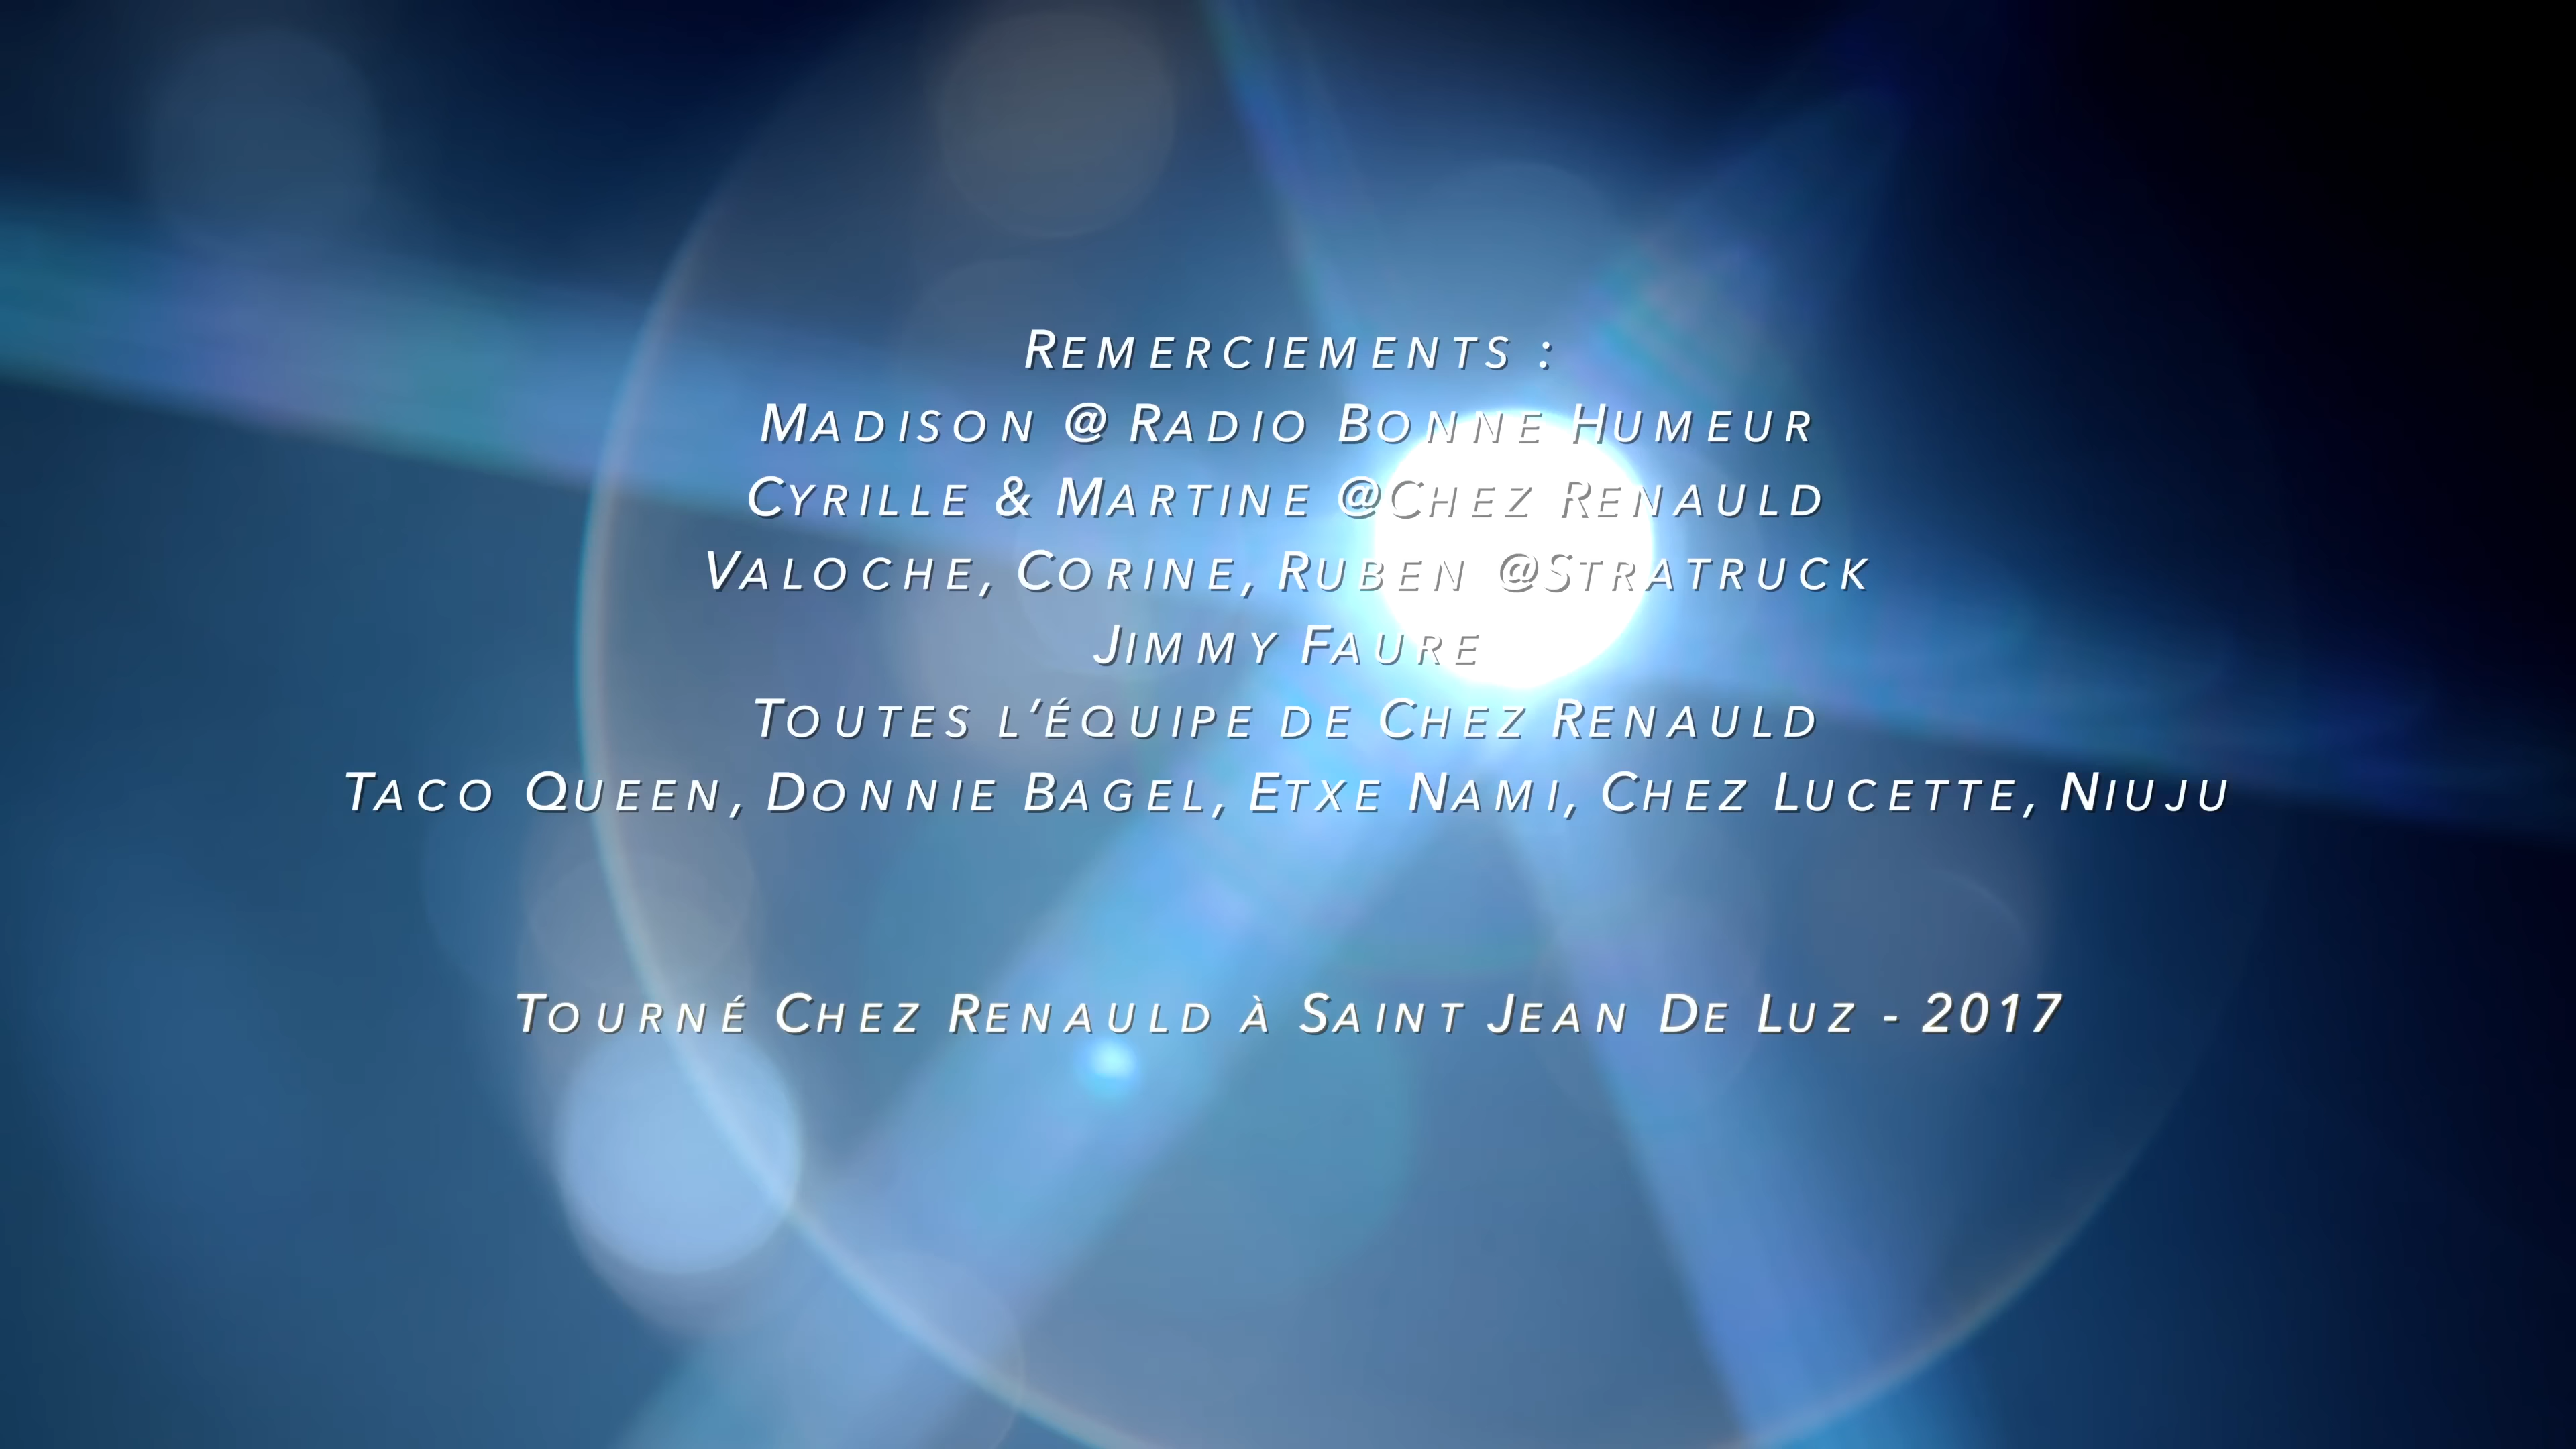 Remerciements :
Madison @ Radio Bonne Humeur
Cyrille & Martine @Chez Renauld
Valoche, Corine, Ruben @Stratruck
Jimmy Faure
Toutes l’équipe de Chez Renauld
Taco Queen, Donnie Bagel, Etxe Nami, Chez Lucette, Niuju
Tourné Chez Renauld à Saint Jean De Luz - 2017